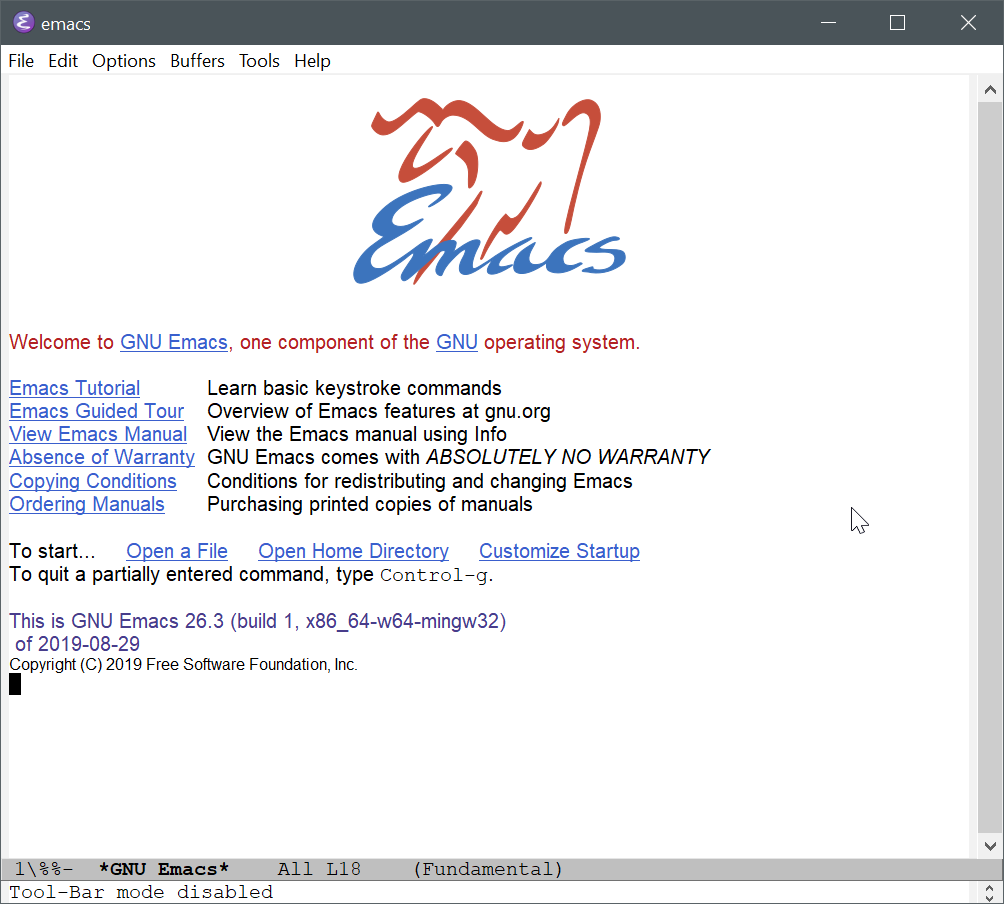 emacs
File Edit Options Buffers Tools Help
Emacs
Welcome to GNU Emacs, one component of the GNU operating system.
Emacs Tutorial Learn basic keystroke commands
Emacs Guided Tour Overview of Emacs features at gnu.org
View Emacs Manual View the Emacs manual using Info
Absence of Warranty GNU Emacs comes with ABSOLUTELY NO WARRANTY
Copying Conditions Conditions for redistributing and changing Emacs
Ordering Manuals Purchasing printed copies of manuals
To start... Open a File Open Home Directory Customize Startup
To quit a partially entered command, type Control-g.
This is GNU Emacs 26.3 (build 1, x86_64-w64-mingw32)
of 2019-08-29
Copyright (C) 2019 Free Software Foundation, Inc.
1\%%- *GNU Emacs* All L18 (Fundamental)
Tool-Bar mode disabled